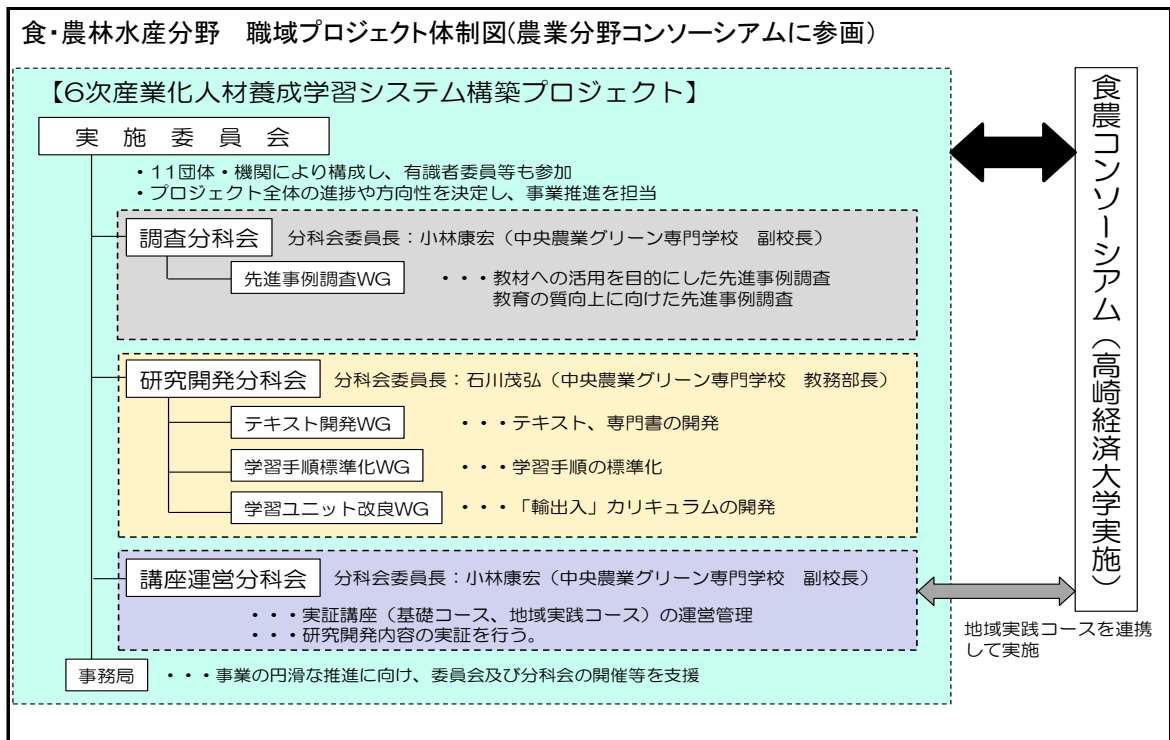 食・農林水産分野　職域プロジェクト体制図(農業分野コンソーシアムに参画)
【6次産業化人材養成学習システム構築プロジェクト】
実　施　委　員　会
・11団体・機関により構成し、有識者委員等も参加
・プロジェクト全体の進捗や方向性を決定し、事業推進を担当
調査分科会　分科会委員長：小林康宏（中央農業グリーン専門学校　副校長）
先進事例調査WG　・・・教材への活用を目的にした先進事例調査
教育の質向上に向けた先進事例調査
研究開発分科会　分科会委員長：石川茂弘（中央農業グリーン専門学校　教務部長）
テキスト開発WG　・・・テキスト、専門書の開発
学習手順標準化WG　・・・学習手順の標準化
学習ユニット改良WG　・・・「輸出入」カリキュラムの開発
講座運営分科会　分科会委員長：小林康宏（中央農業グリーン専門学校　副校長）
・・・実証講座（基礎コース、地域実践コース）の運営管理
・・・研究開発内容の実証を行う。
事務局　・・・事業の円滑な推進に向け、委員会及び分科会の開催等を支援
食農コンソーシアム（高崎経済大学実施）
地域実践コースを連携
して実施